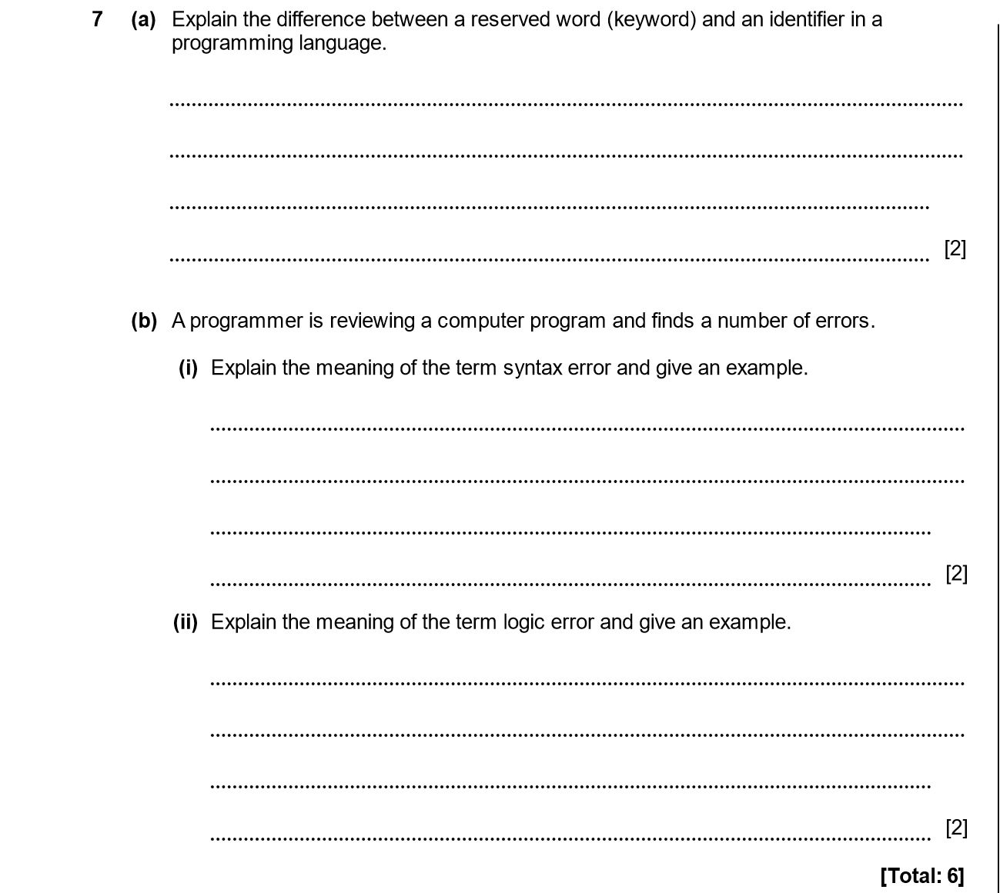 7 (a) Explain the difference between a reserved word (keyword) and an identifier in a
programming language.
[2]
(b) A programmer is reviewing a computer program and finds a number of errors.
(i) Explain the meaning of the term syntax error and give an example.
[2]
(ii) Explain the meaning of the term logic error and give an example.
[2]
[Total: 6]